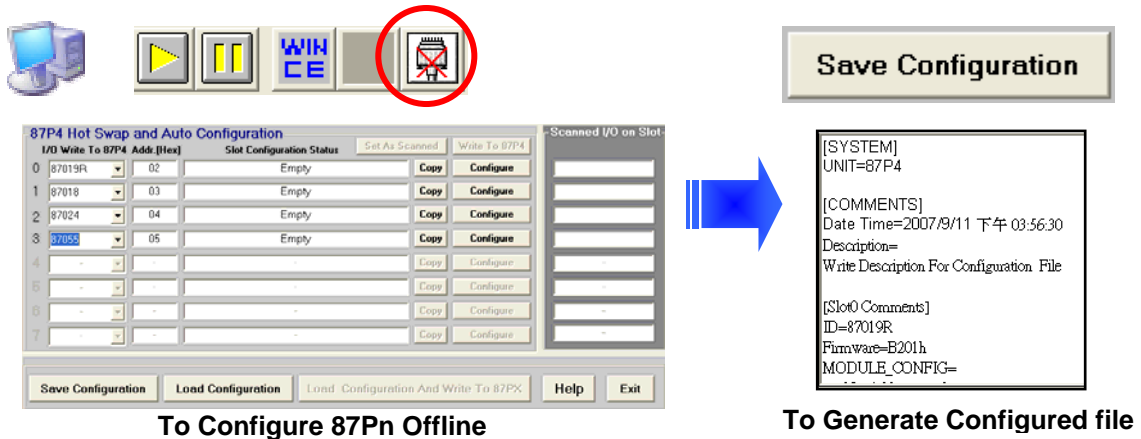 WIN
CE
Save Configuration
87P4 Hot Swap and Auto Configuration
I/O Write To 87P4 Addr.[Hex] Slot Configuration Status Set As Scanned Write To 87P4
Scanned I/O on Slot
0 87019R 02 Empty Copy Configure
1 87018 03 Empty Copy Configure
2 87024 04 Empty Copy Configure
3 87055 05 Empty Copy Configure
4 - - - Copy Configure -
5 - - - Copy Configure -
6 - - - Copy Configure -
7 - - - Copy Configure -
Save Configuration Load Configuration Load Configuration And Write To 87PX Help Exit
To Configure 87Pn Offline
[SYSTEM]
UNIT=87P4
[COMMENTS]
Date Time=2007/9/11 下午 03:56:30
Description=
Write Description For Configuration File
[Slot0 Comments]
ID=87019R
Firmware=B201h
MODULE_CONFIG=
To Generate Configured file